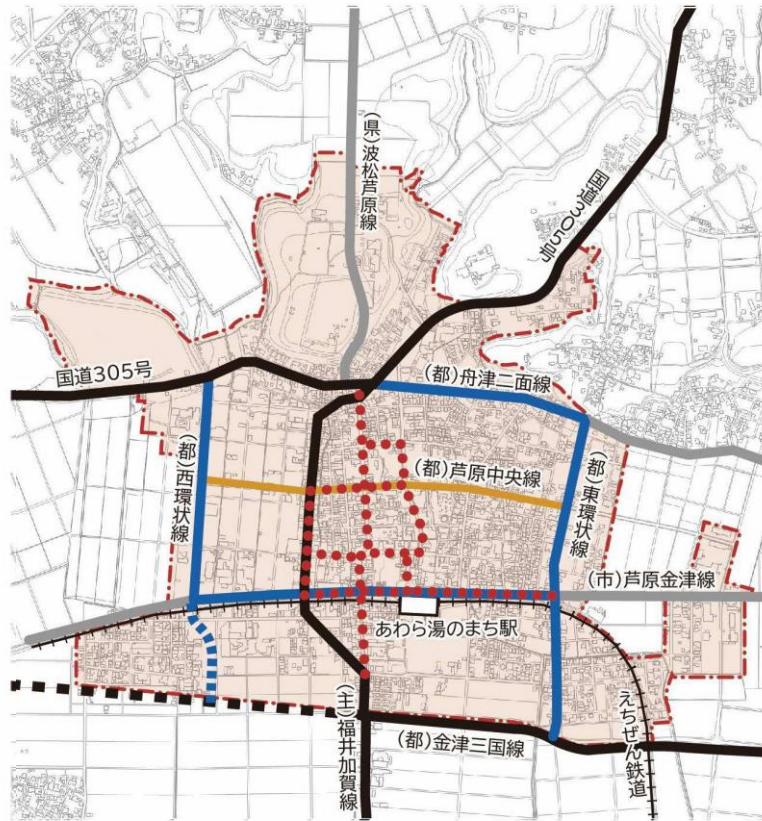 (県)波松芦原線
国道305号
国道305号
(都)舟津二面線
(都)西環状線
(都)芦原中央線
(都)東環状線
(市)芦原金津線
あわら湯のまち駅
(主)福井加賀線
(都)金津三国線
えちぜん鉄道